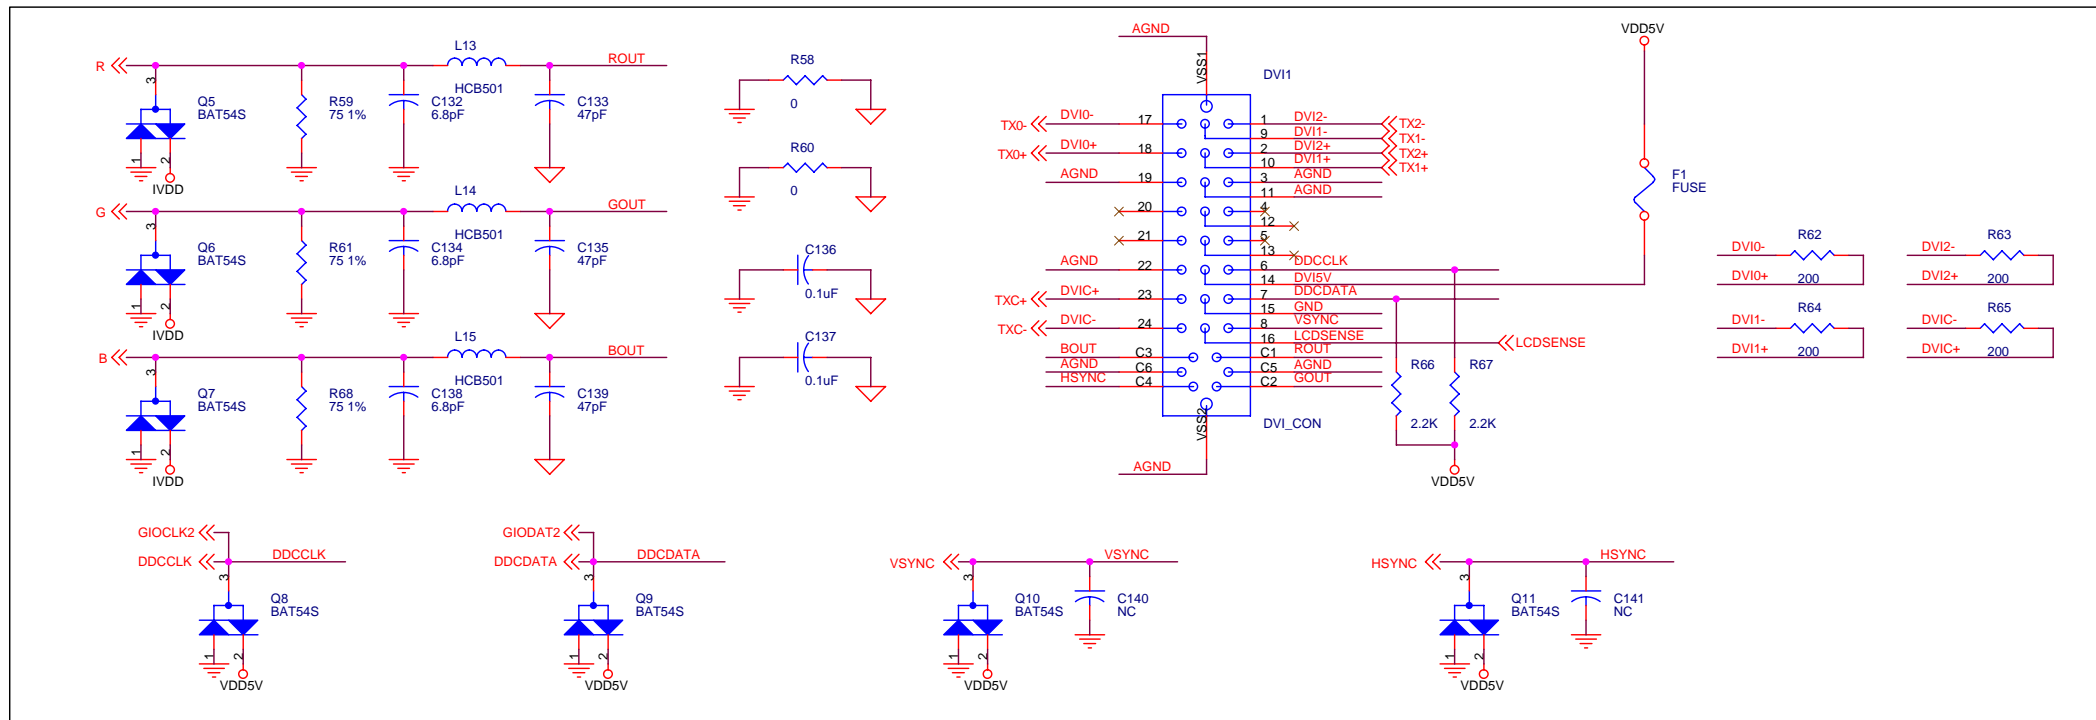 R
L13
ROUT
HCB501
3
Q5
BAT54S
R59
75 1%
C132
6.8pF
C133
47pF
1
2
IVDD
G
L14
GOUT
HCB501
3
Q6
BAT54S
R61
75 1%
C134
6.8pF
C135
47pF
1
2
IVDD
B
L15
BOUT
HCB501
3
Q7
BAT54S
R68
75 1%
C138
6.8pF
C139
47pF
1
2
IVDD
R58
0
R60
0
C136
0.1uF
C137
0.1uF
AGND
VSS1
DVI1
TX0- DVI0- 17
TX0+ DVI0+ 18
AGND 19
20
21
AGND 22
TXC+ DVIC+ 23
TXC- DVIC- 24
BOUT C3
AGND C6
HSYNC C4
1 DVI2- TX2-
9 DVI1- TX1-
2 DVI2+ TX2+
10 DVI1+ TX1+
3 AGND
11 AGND
4
12
5
13
6 DDCCLK
14 DVI5V
7 DDCDATA
15 GND
8 VSYNC
16 LCDSENSE LCDSENSE
C1 ROUT
C5 AGND
C2 GOUT
VSS2
DVI_CON
AGND
VDD5V
F1
FUSE
R66
2.2K
R67
2.2K
VDD5V
DVI0- R62
DVI0+ 200
DVI2- R63
DVI2+ 200
DVI1- R64
DVI1+ 200
DVIC- R65
DVIC+ 200
GIOCLK2
DDCCLK DDCCLK
3
Q8
BAT54S
1
2
VDD5V
GIODAT2
DDCDATA DDCDATA
3
Q9
BAT54S
1
2
VDD5V
VSYNC VSYNC
3
Q10
BAT54S
C140
NC
1
2
VDD5V
HSYNC HSYNC
3
Q11
BAT54S
C141
NC
1
2
VDD5V